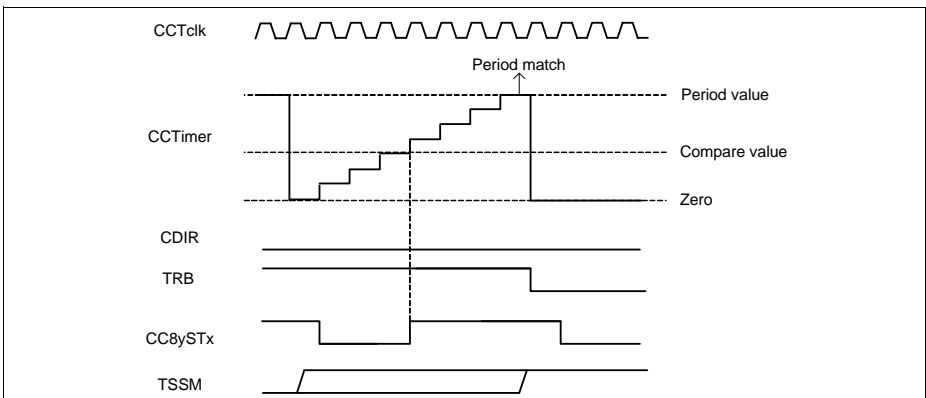 CCTclk
Period match
Period value
CCTimer
Compare value
Zero
CDIR
TRB
CC8ySTx
TSSM